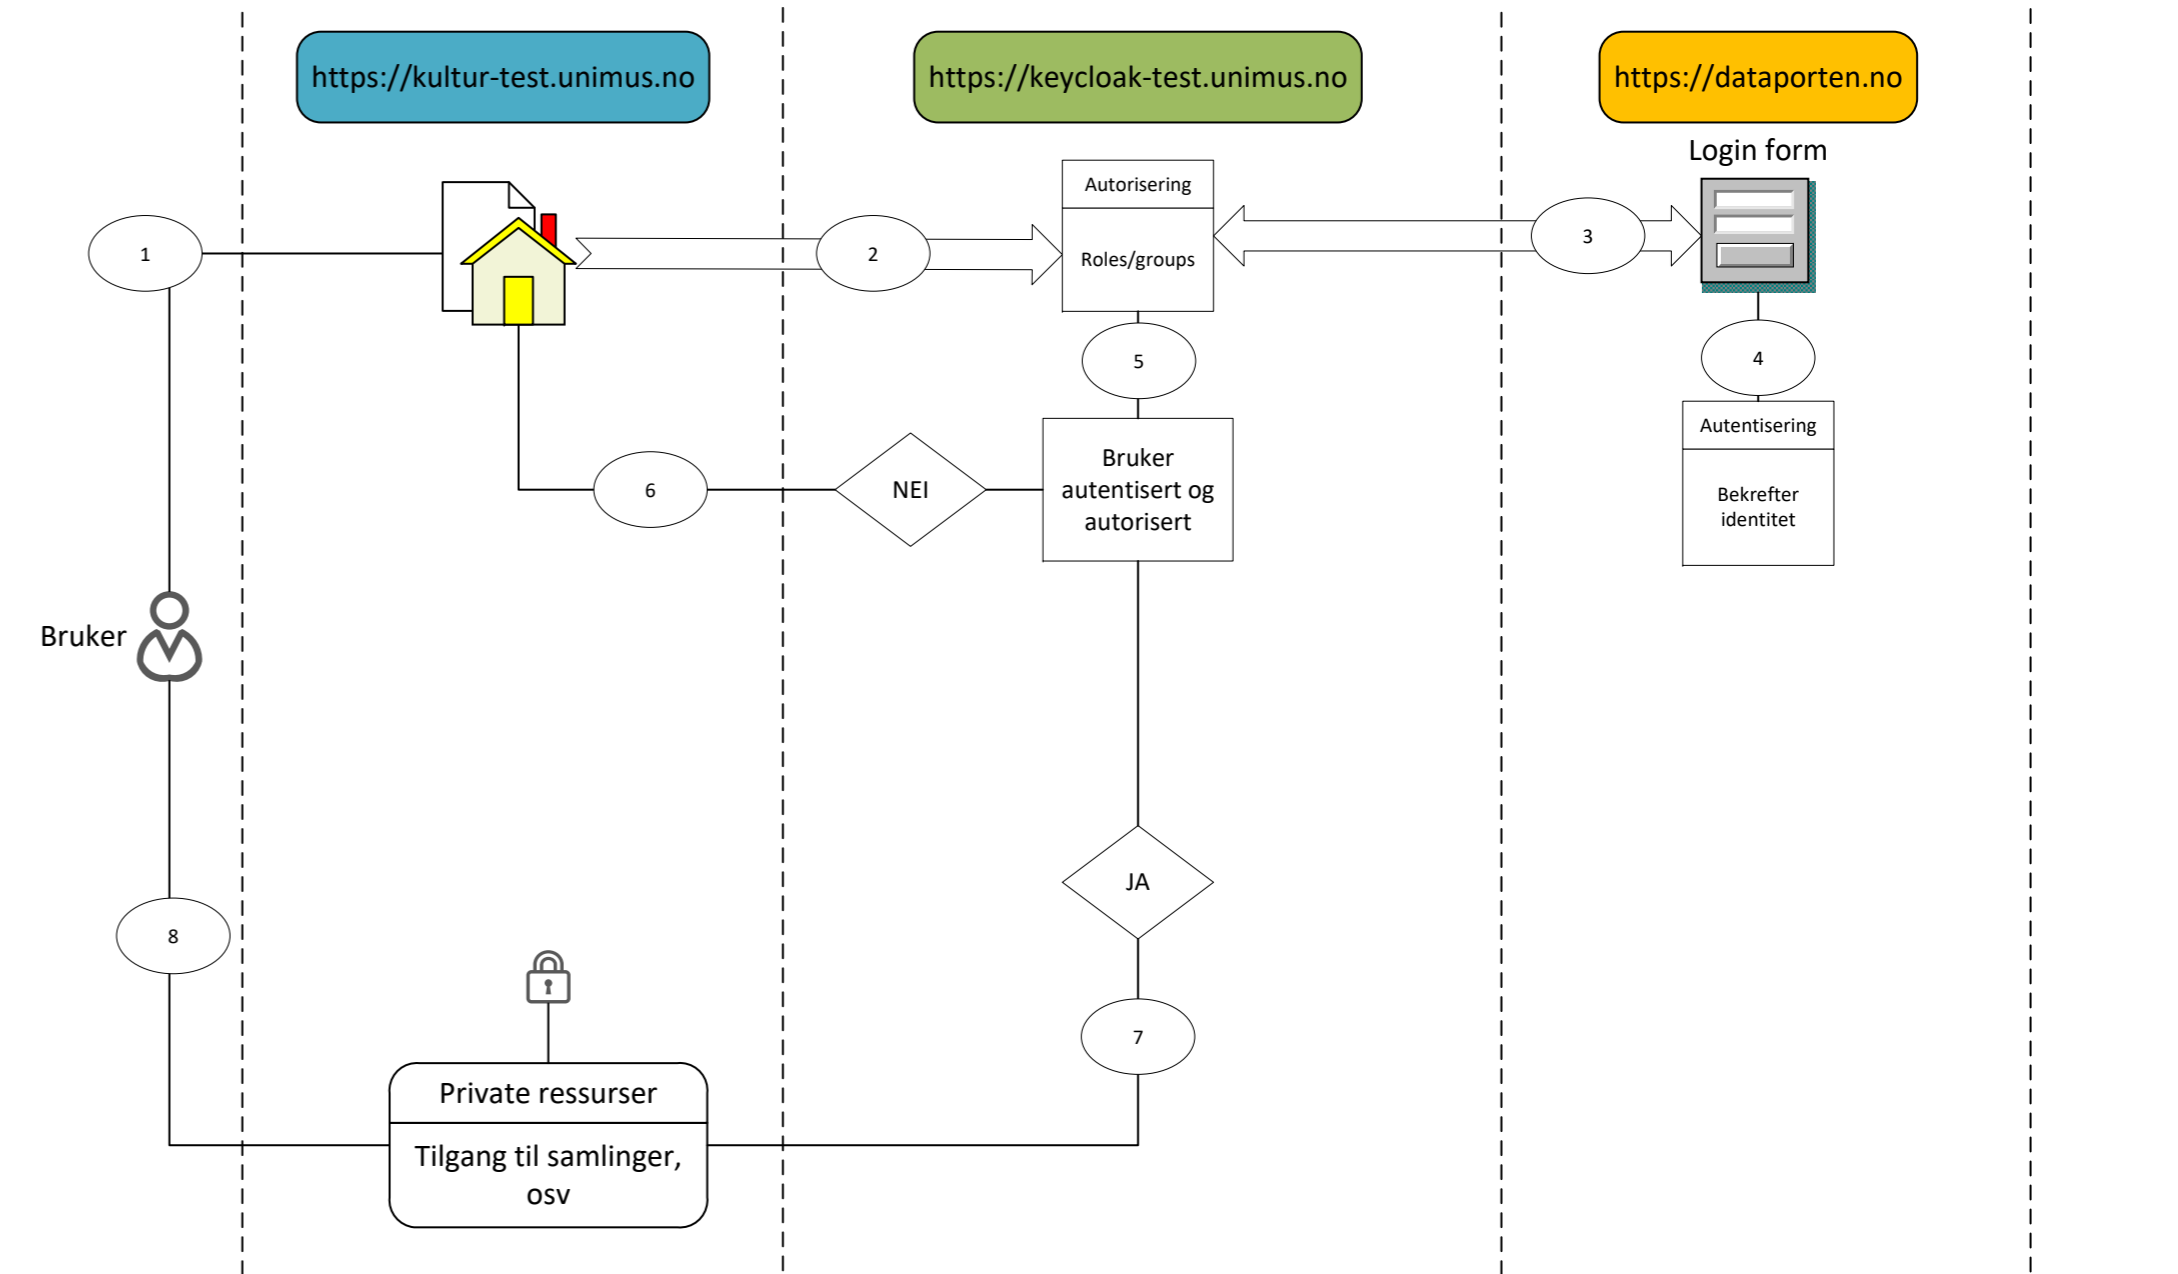 https://kultur-test.unimus.no
https://keycloak-test.unimus.no
https://dataporten.no
Login form
Autorisering
Roles/groups
1
2
3
4
5
Autentisering
Bekrefter
identitet
Bruker
autentisert og
autorisert
NEI
6
Bruker
JA
7
8
Private ressurser
Tilgang til samlinger,
osv